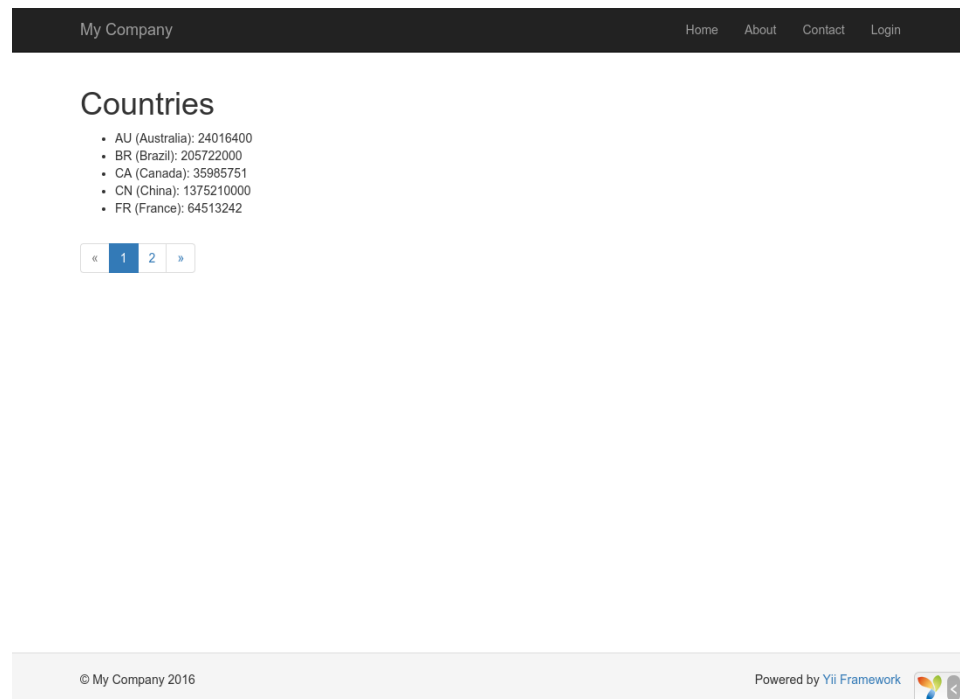 My Company Home About Contact Login
Countries
• AU (Australia): 24016400
• BR (Brazil): 205722000
• CA (Canada): 35985751
• CN (China): 1375210000
• FR (France): 64513242
« 1 2 »
© My Company 2016 Powered by Yii Framework
<